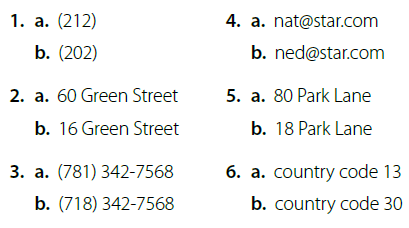 1. a. (212)
b. (202)
2. a. 60 Green Street
b. 16 Green Street
3. a. (781) 342-7568
b. (718) 342-7568
4. a. nat@star.com
b. ned@star.com
5. a. 80 Park Lane
b. 18 Park Lane
6. a. country code 13
b. country code 30